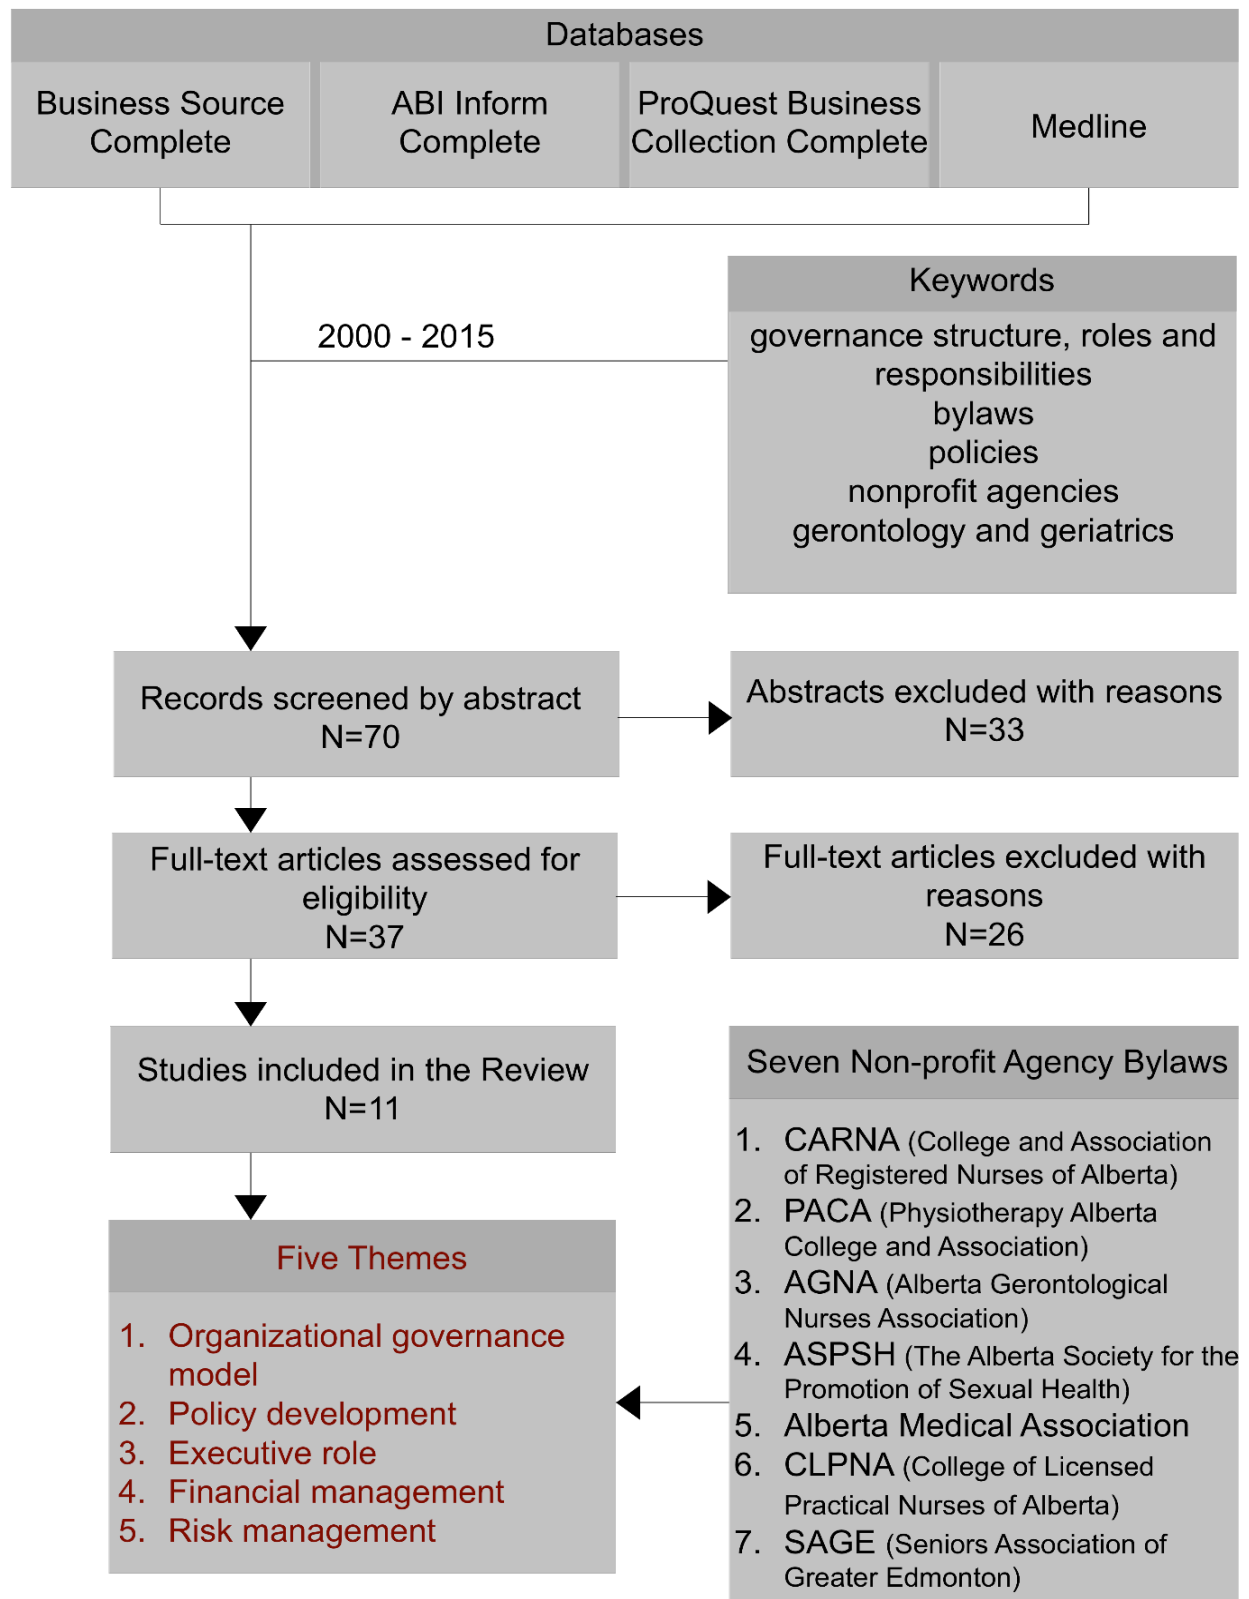 Databases
Business Source
Complete
ABI Inform
Complete
ProQuest Business
Collection Complete
Medline
Keywords
governance structure, roles and
responsibilities
bylaws
policies
nonprofit agencies
gerontology and geriatrics
2000 - 2015
Records screened by abstract
N=70
Abstracts excluded with reasons
N=33
Full-text articles assessed for
eligibility
N=37
Full-text articles excluded with
reasons
N=26
Studies included in the Review
N=11
Seven Non-profit Agency Bylaws
1. CARNA (College and Association
of Registered Nurses of Alberta)
2. PACA (Physiotherapy Alberta
College and Association)
3. AGNA (Alberta Gerontological
Nurses Association)
4. ASPSH (The Alberta Society for the
Promotion of Sexual Health)
5. Alberta Medical Association
6. CLPNA (College of Licensed
Practical Nurses of Alberta)
7. SAGE (Seniors Association of
Greater Edmonton)
Five Themes
1. Organizational governance
model
2. Policy development
3. Executive role
4. Financial management
5. Risk management